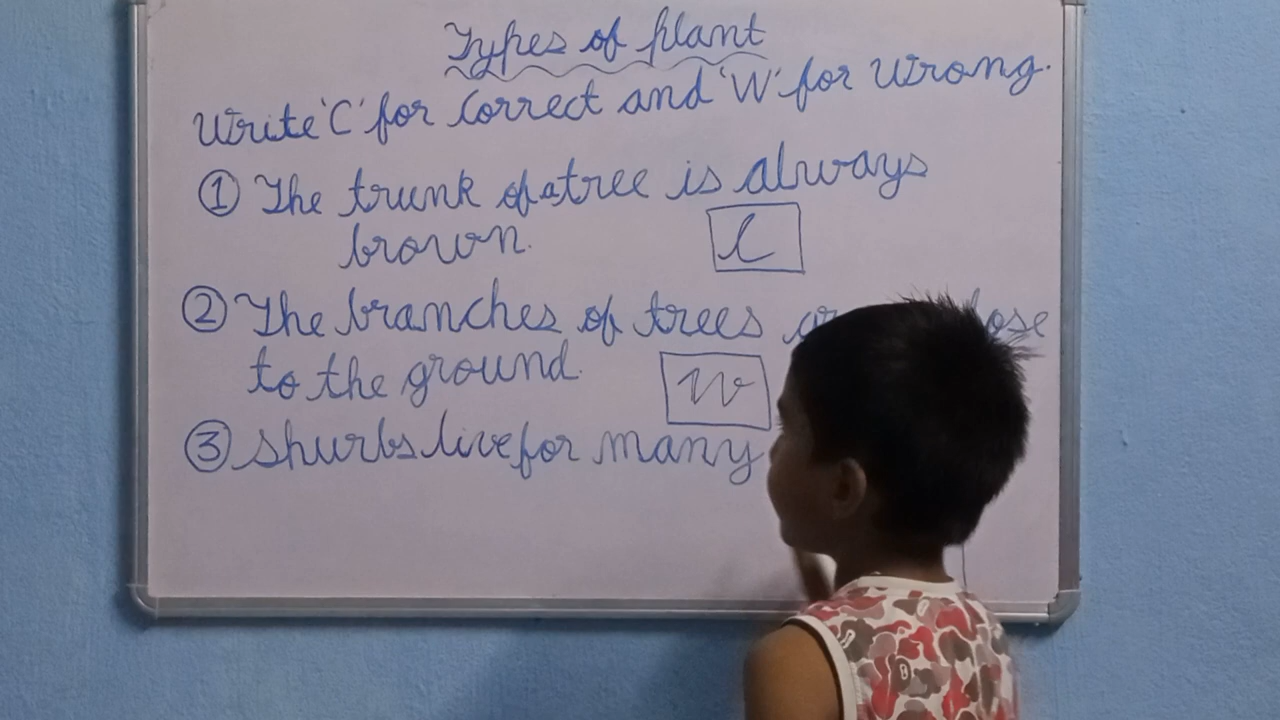 Types of plant
Write 'C' for Correct and 'W' for Wrong.
① The trunk of a tree is always
brown.
C
② The branches of trees
to the ground.
W
③ Shurbs live for many